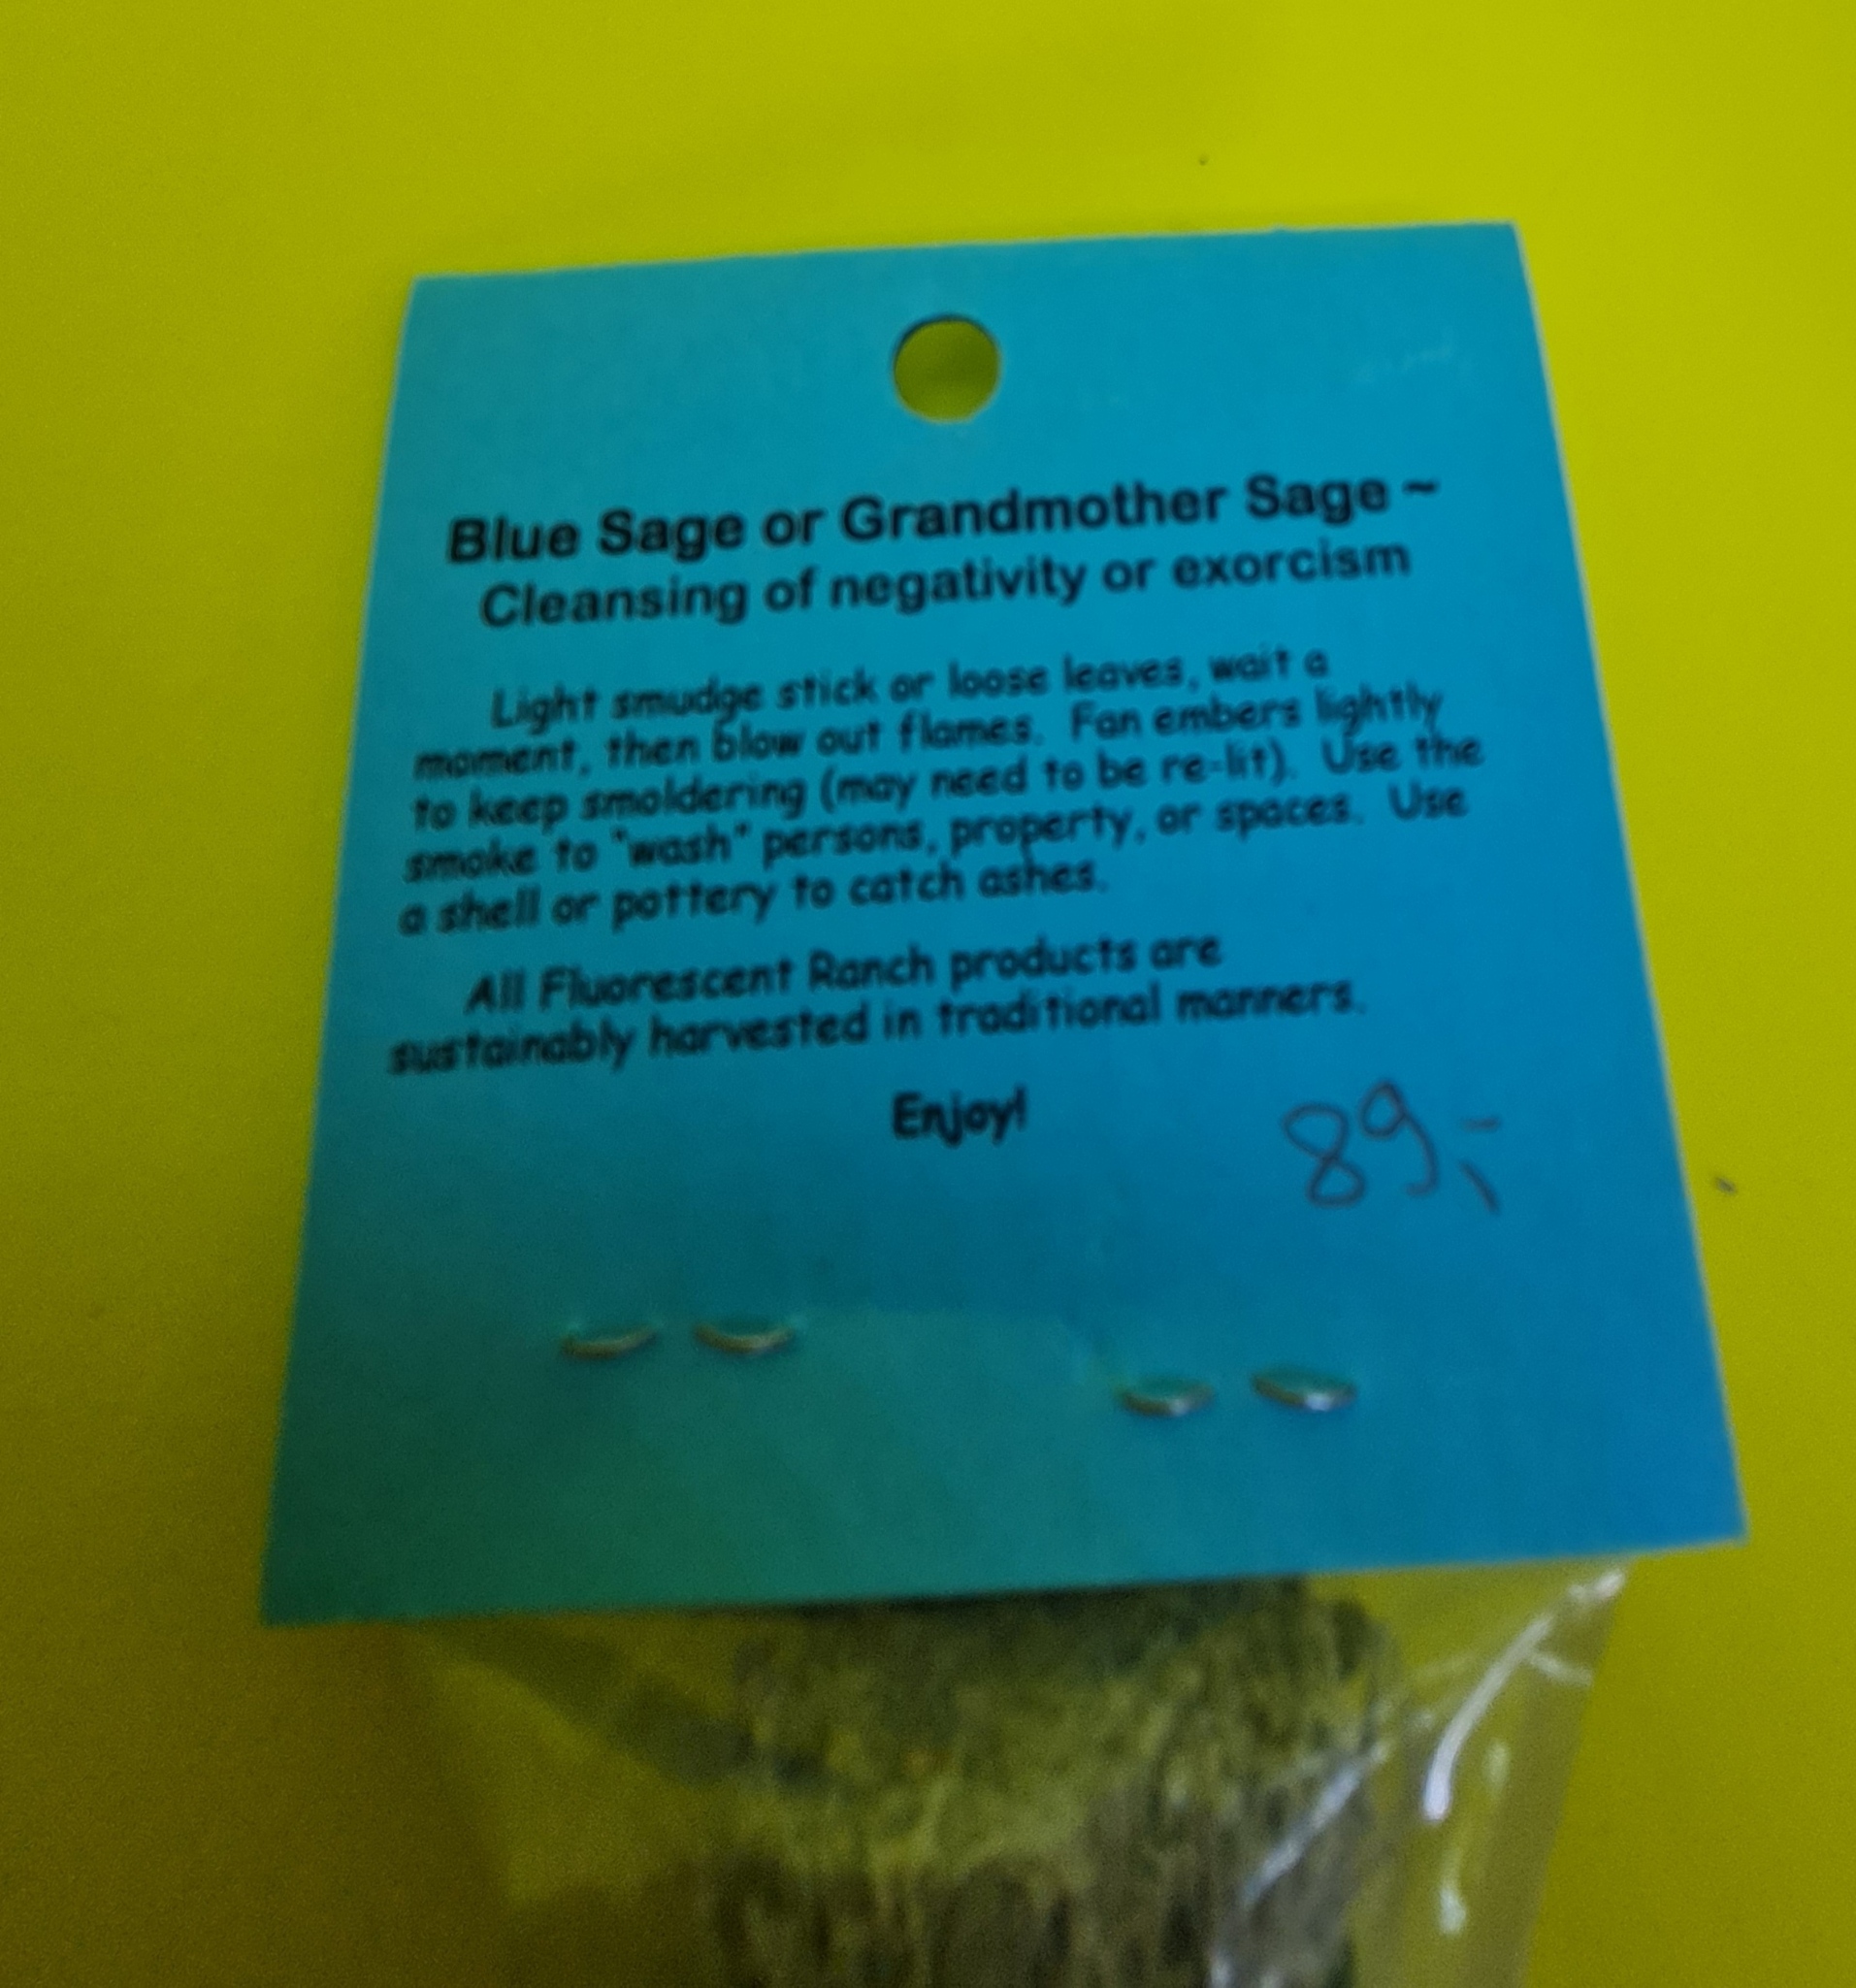 Blue Sage or Grandmother Sage ~
Cleansing of negativity or exorcism
Light smudge stick or loose leaves, wait a
moment, then blow out flames. Fan embers lightly
to keep smoldering (may need to be re-lit). Use the
smoke to "wash" persons, property, or spaces. Use
a shell or pottery to catch ashes.
All Fluorescent Ranch products are
sustainably harvested in traditional manners.
Enjoy!
89,-